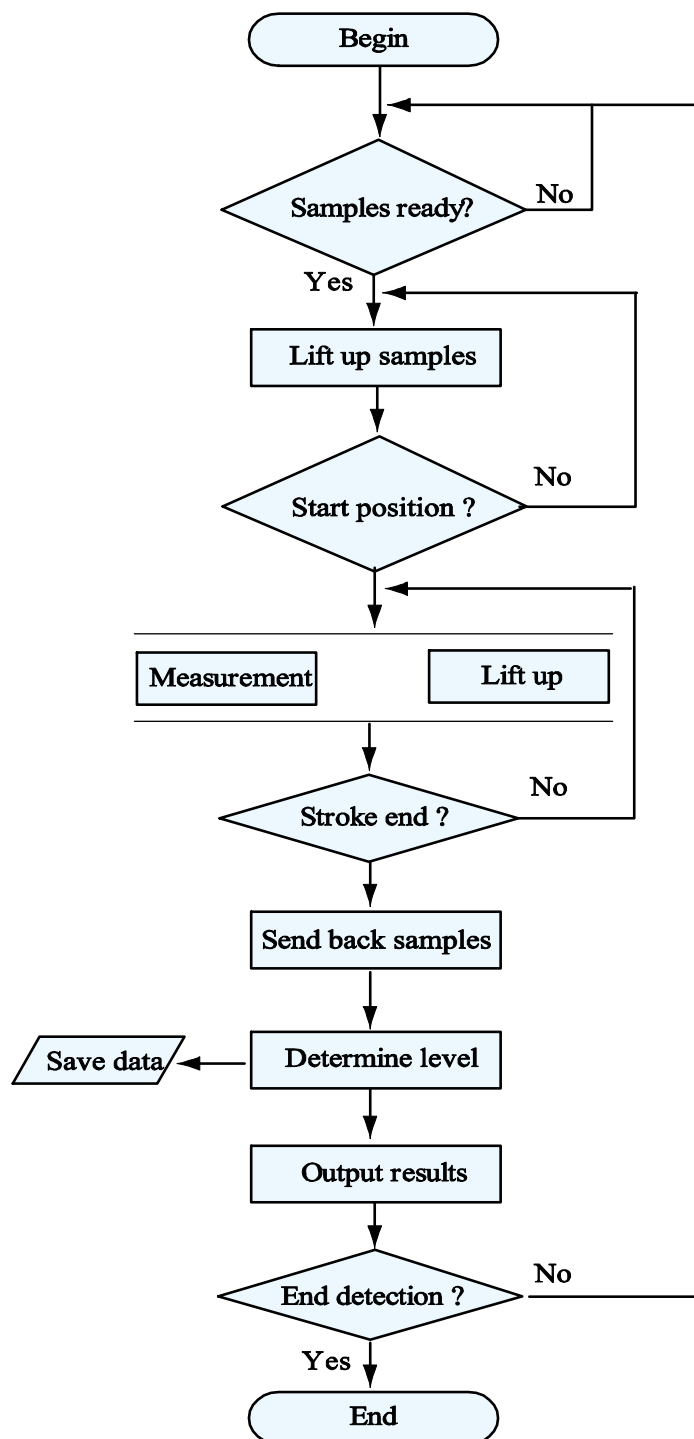 Begin
Samples ready?
No
Yes
Lift up samples
No
Start position ?
Measurement
Lift up
No
Stroke end ?
Send back samples
Save data
Determine level
Output results
No
End detection ?
Yes
End